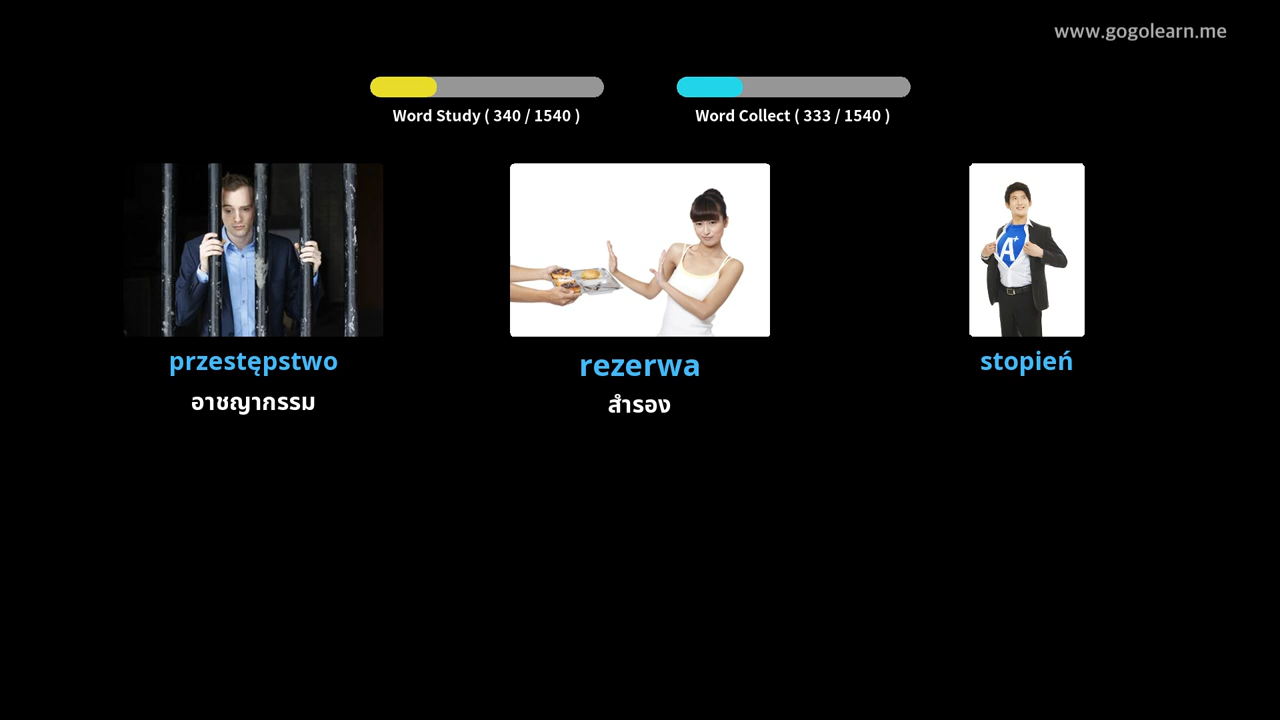 www.gogolearn.me
Word Study ( 340 / 1540 )
Word Collect ( 333 / 1540 )
A+
przestępstwo
rezerwa
stopień
อาชญากรรม
สำรอง